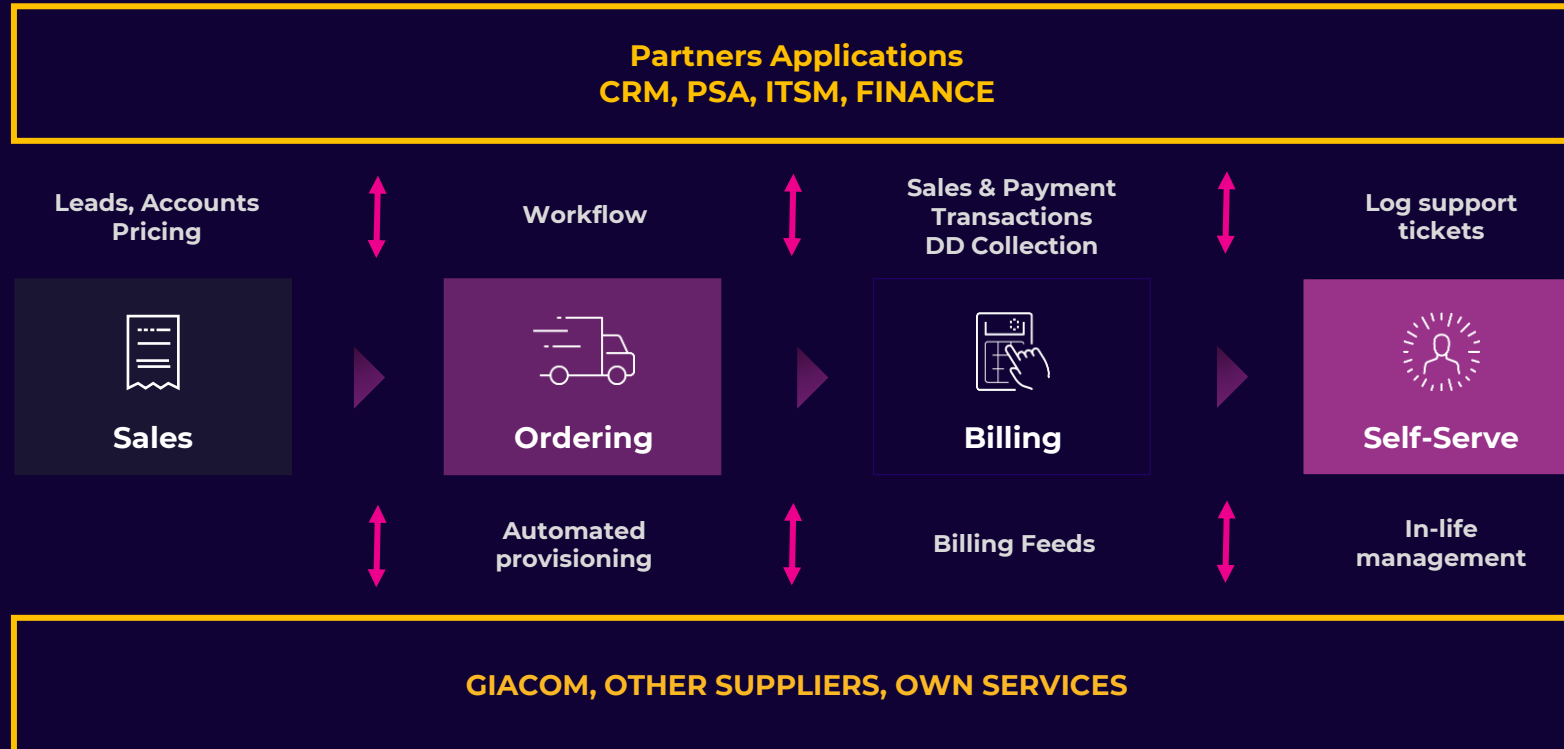 Partners Applications
CRM, PSA, ITSM, FINANCE
Leads, Accounts
Pricing
Workflow
Sales & Payment
Transactions
DD Collection
Log support
tickets
Sales
Ordering
Billing
Self-Serve
Automated
provisioning
Billing Feeds
In-life
management
GIACOM, OTHER SUPPLIERS, OWN SERVICES